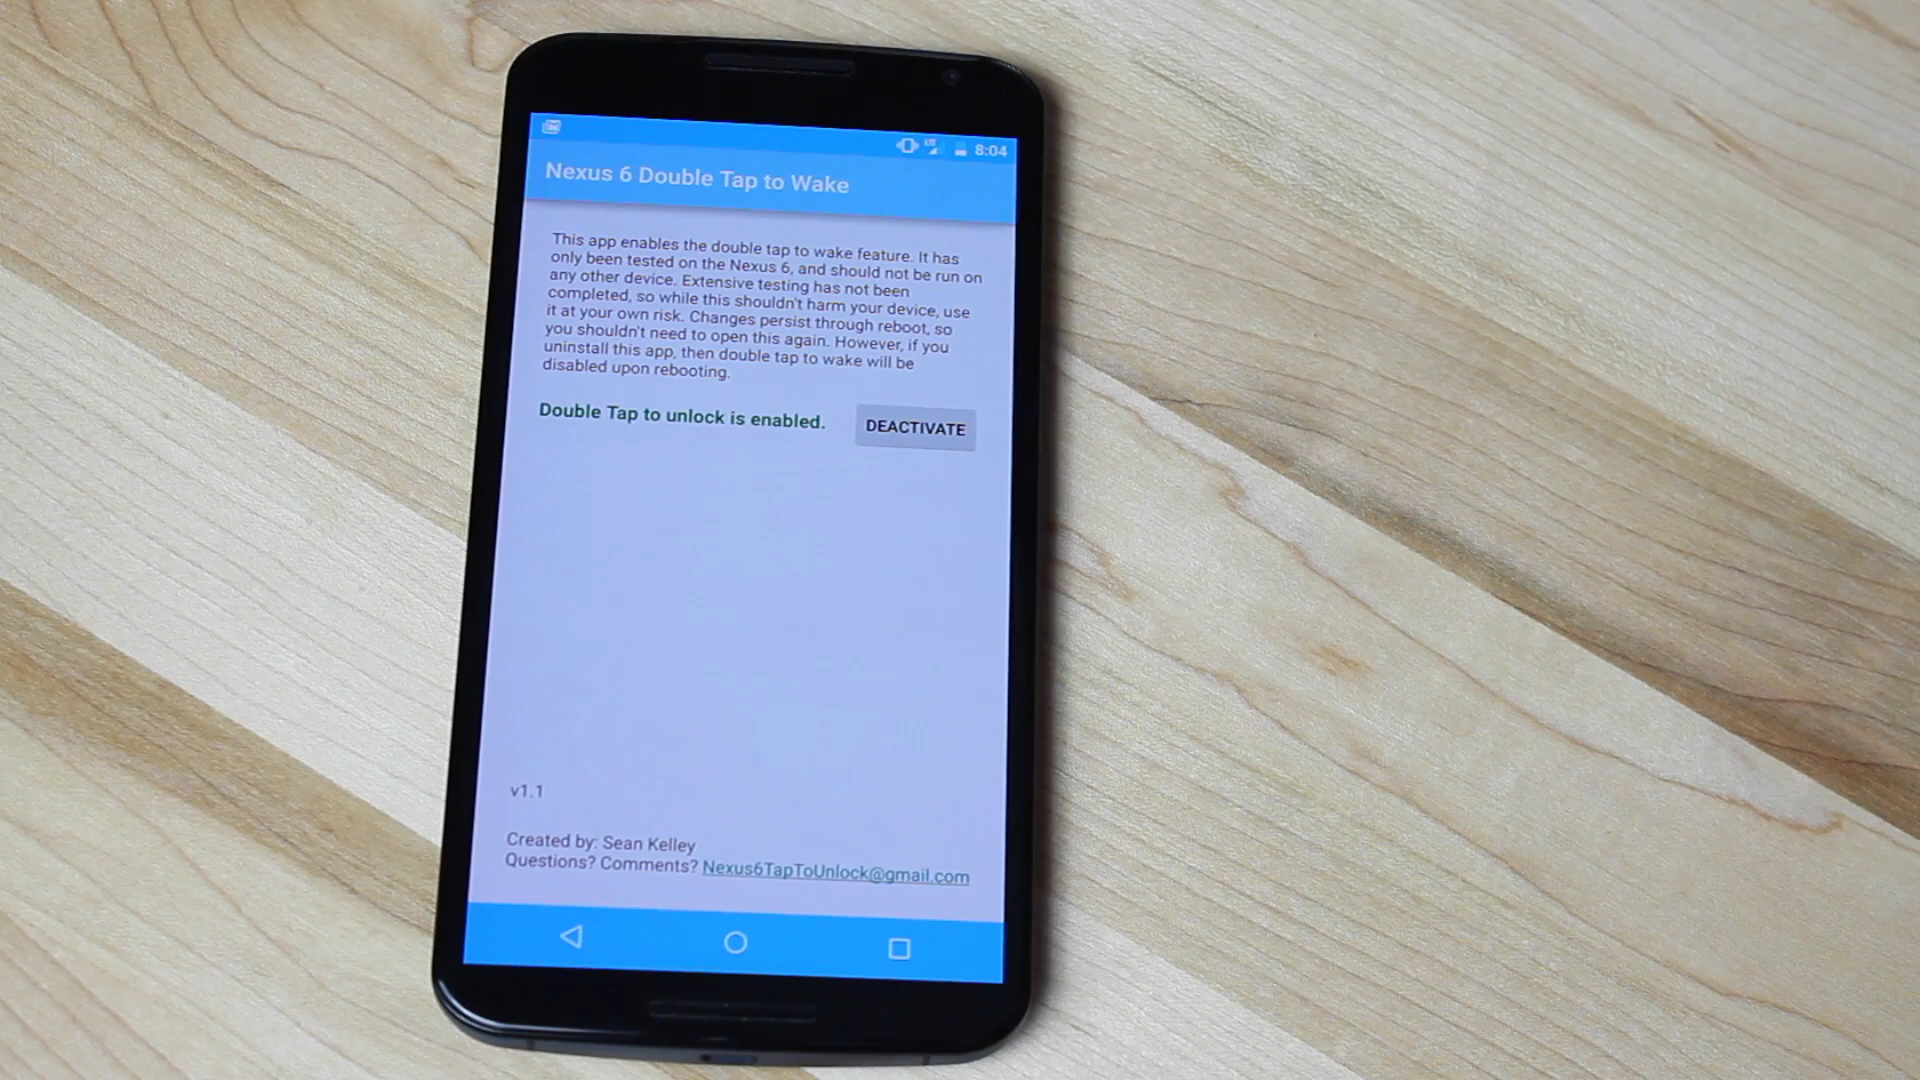 LTE 8:04
Nexus 6 Double Tap to Wake
This app enables the double tap to wake feature. It has
only been tested on the Nexus 6, and should not be run on
any other device. Extensive testing has not been
completed, so while this shouldn't harm your device, use
it at your own risk. Changes persist through reboot, so
you shouldn't need to open this again. However, if you
uninstall this app, then double tap to wake will be
disabled upon rebooting.
Double Tap to unlock is enabled. DEACTIVATE
v1.1
Created by: Sean Kelley
Questions? Comments? Nexus6TapToUnlock@gmail.com